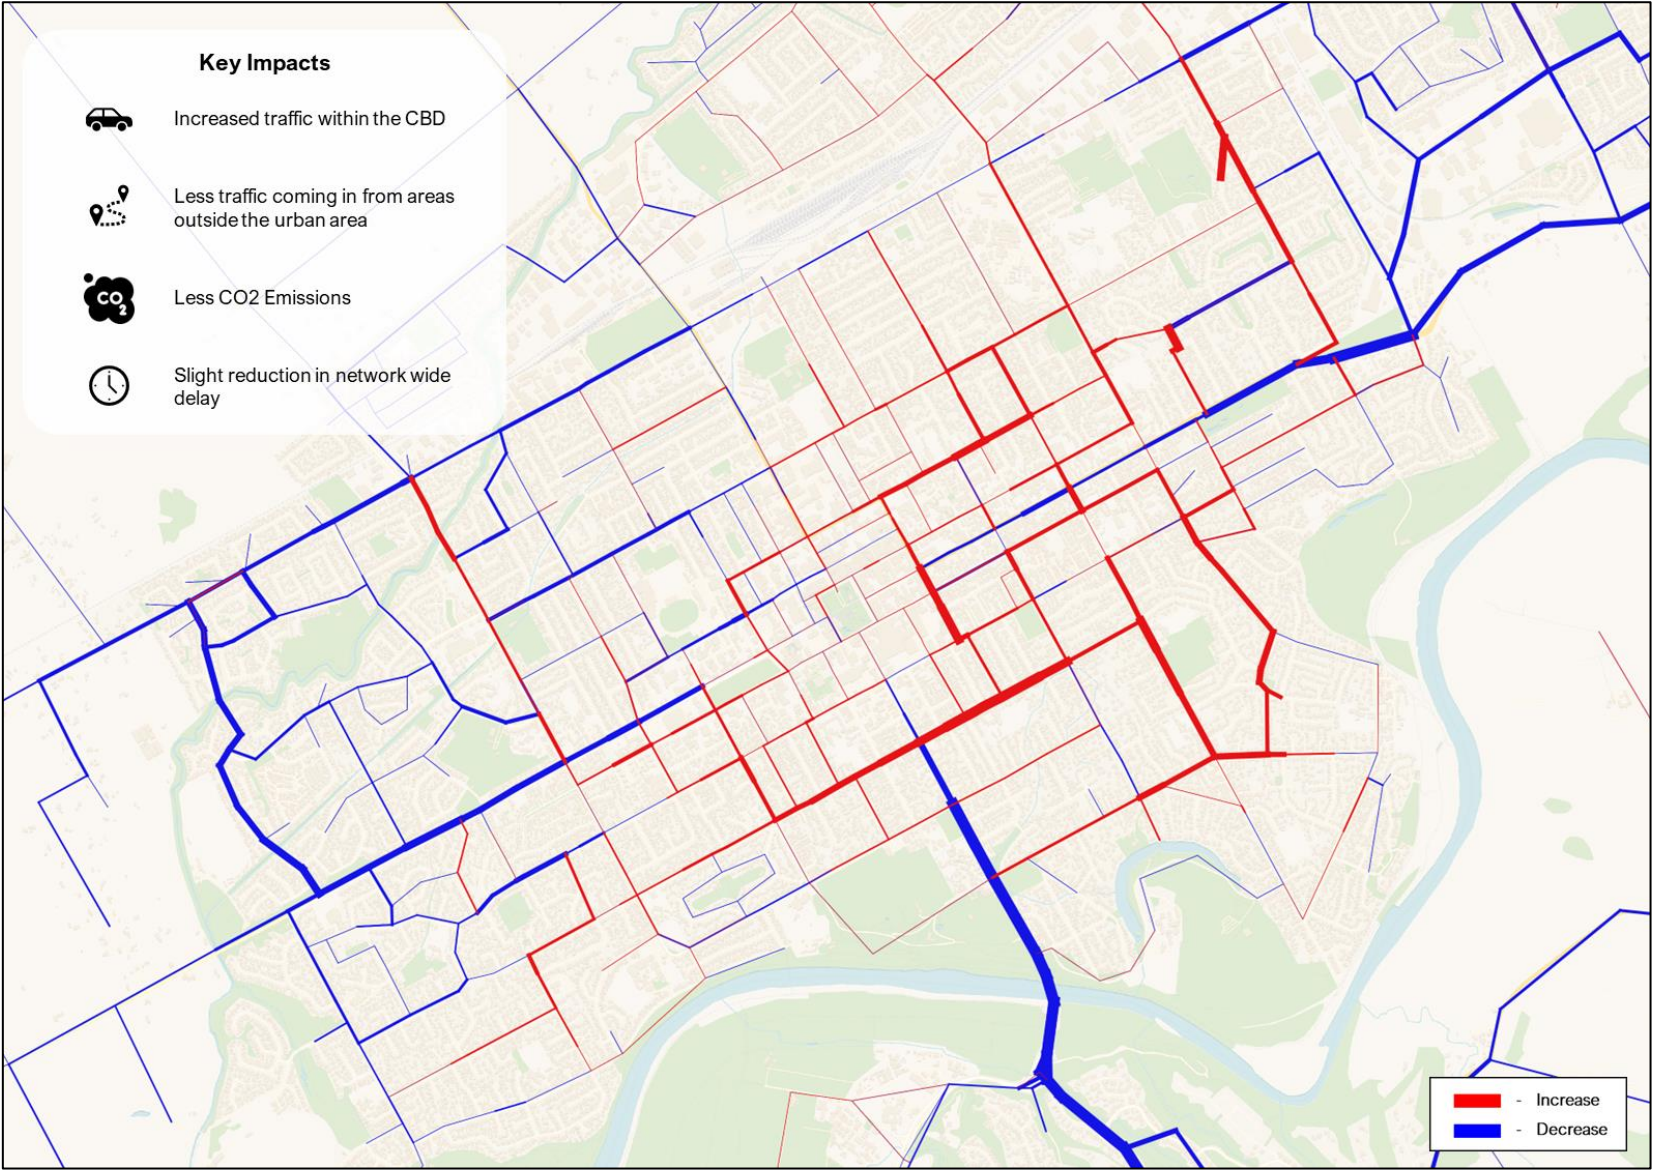 Key Impacts
Increased traffic within the CBD
Less traffic coming in from areas
outside the urban area
CO2
Less CO2 Emissions
Slight reduction in network wide
delay
- Increase
- Decrease